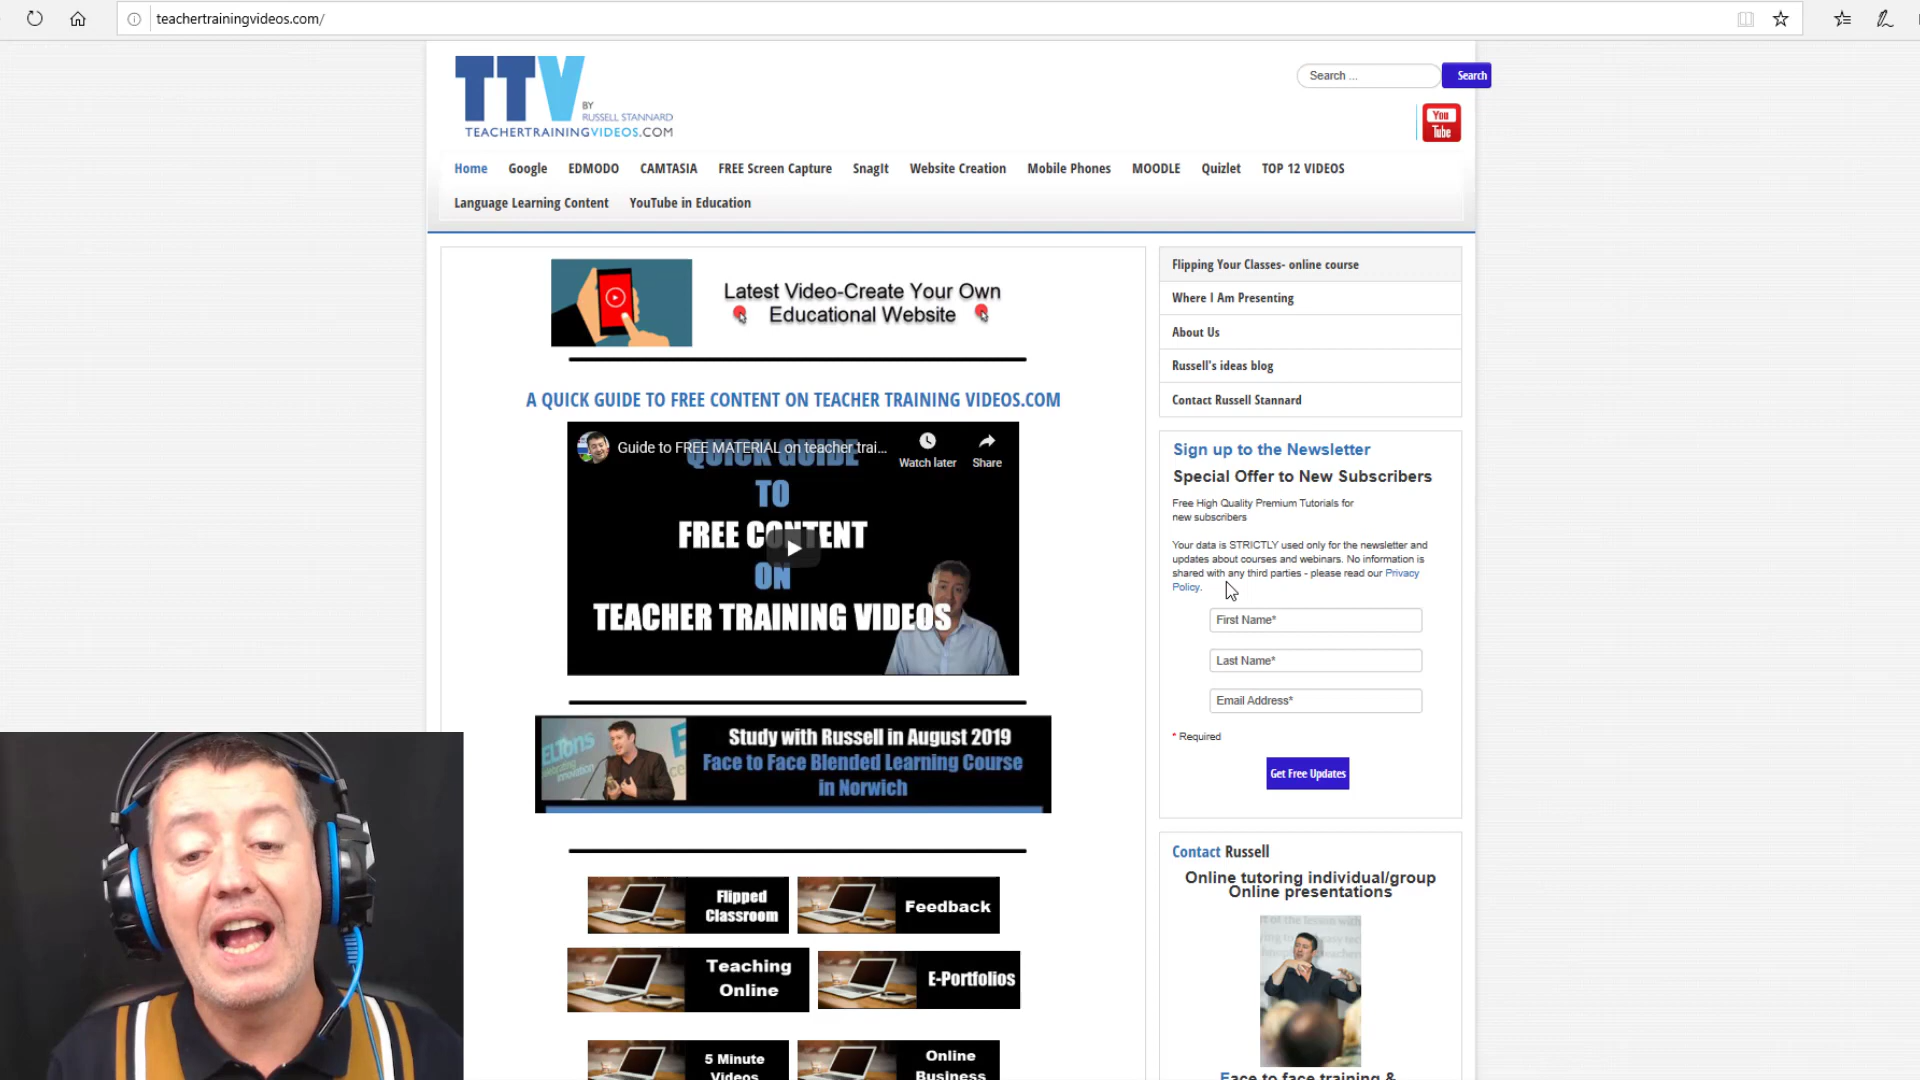 teachertrainingvideos.com/
TTV
BY
RUSSELL STANNARD
TEACHERTRAININGVIDEOS.COM
Search ...
Search
You
Tube
Home Google EDMODO CAMTASIA FREE Screen Capture SnagIt Website Creation Mobile Phones MOODLE Quizlet TOP 12 VIDEOS
Language Learning Content YouTube in Education
Latest Video-Create Your Own
Educational Website
A QUICK GUIDE TO FREE CONTENT ON TEACHER TRAINING VIDEOS.COM
Guide to FREE MATERIAL on teacher trai...
Watch later
Share
QUICK GUIDE
TO
FREE CONTENT
ON
TEACHER TRAINING VIDEOS
ELTons
Study with Russell in August 2019
Face to Face Blended Learning Course
in Norwich
Flipped
Classroom
Feedback
Teaching
Online
E-Portfolios
5 Minute
Videos
Online
Business
Flipping Your Classes- online course
Where I Am Presenting
About Us
Russell's ideas blog
Contact Russell Stannard
Sign up to the Newsletter
Special Offer to New Subscribers
Free High Quality Premium Tutorials for
new subscribers
Your data is STRICTLY used only for the newsletter and
updates about courses and webinars. No information is
shared with any third parties - please read our Privacy
Policy.
First Name*
Last Name*
Email Address*
* Required
Get Free Updates
Contact Russell
Online tutoring individual/group
Online presentations
Face to face training &